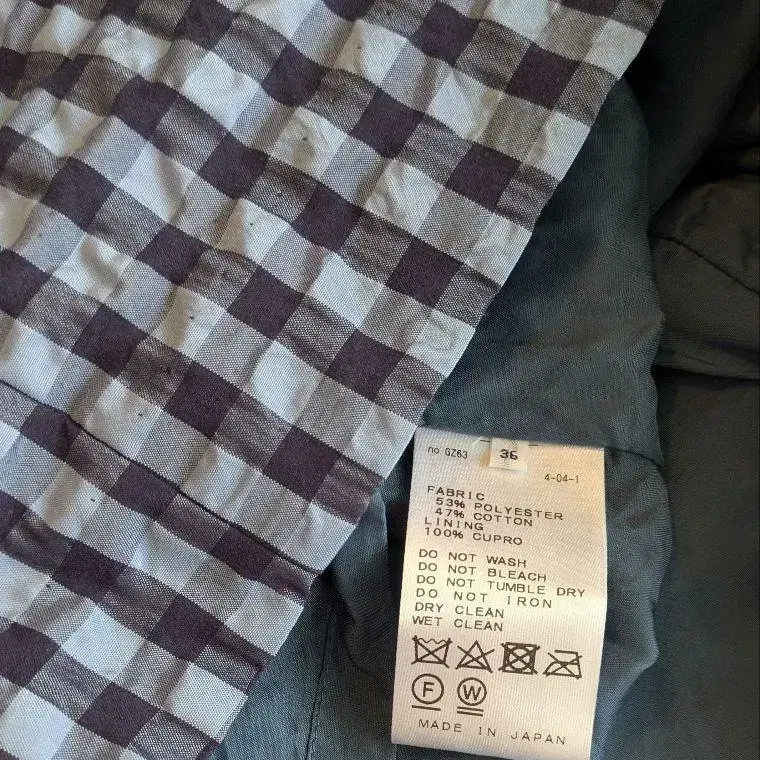 no GZ63
36
4-04-1
FABRIC
53% POLYESTER
47% COTTON
LINING
100% CUPRO
DO NOT WASH
DO NOT BLEACH
DO NOT TUMBLE DRY
DO NOT IRON
DRY CLEAN
WET CLEAN
F W
MADE IN JAPAN